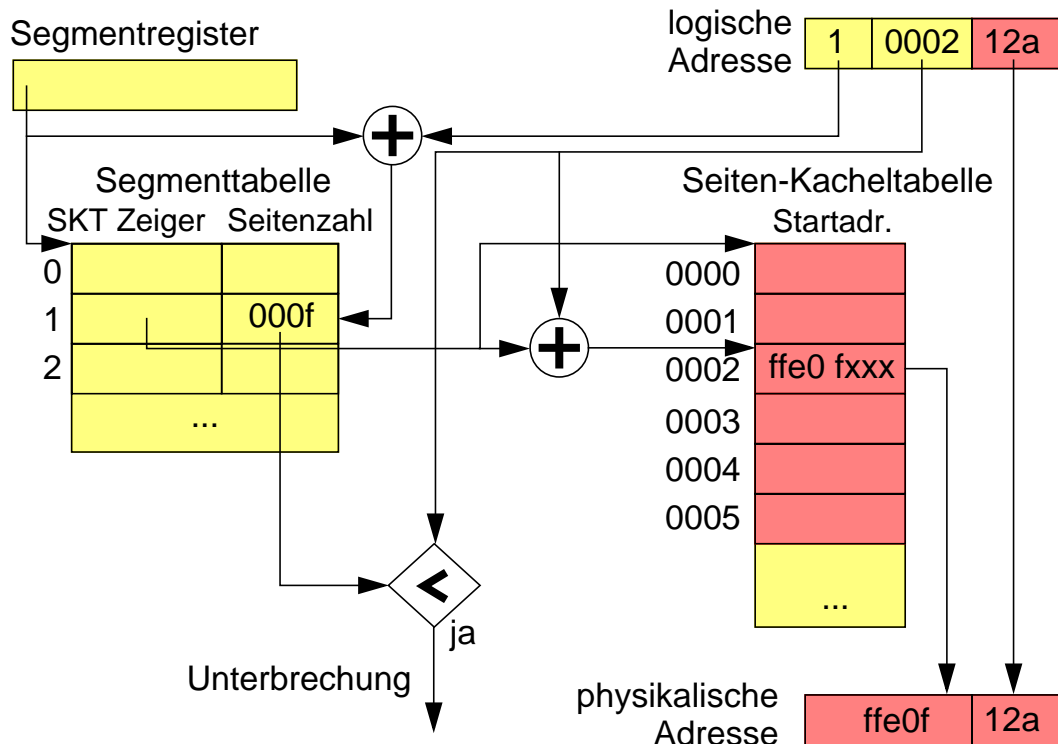 Segmentregister
logische
Adresse
1 0002 12a
+
Segmenttabelle
SKT Zeiger Seitenzahl
0
1 000f
2
...
Seiten-Kacheltabelle
Startadr.
0000
0001
+
0002 ffe0 fxxx
0003
0004
0005
...
<
ja
Unterbrechung
physikalische
Adresse
ffe0f 12a